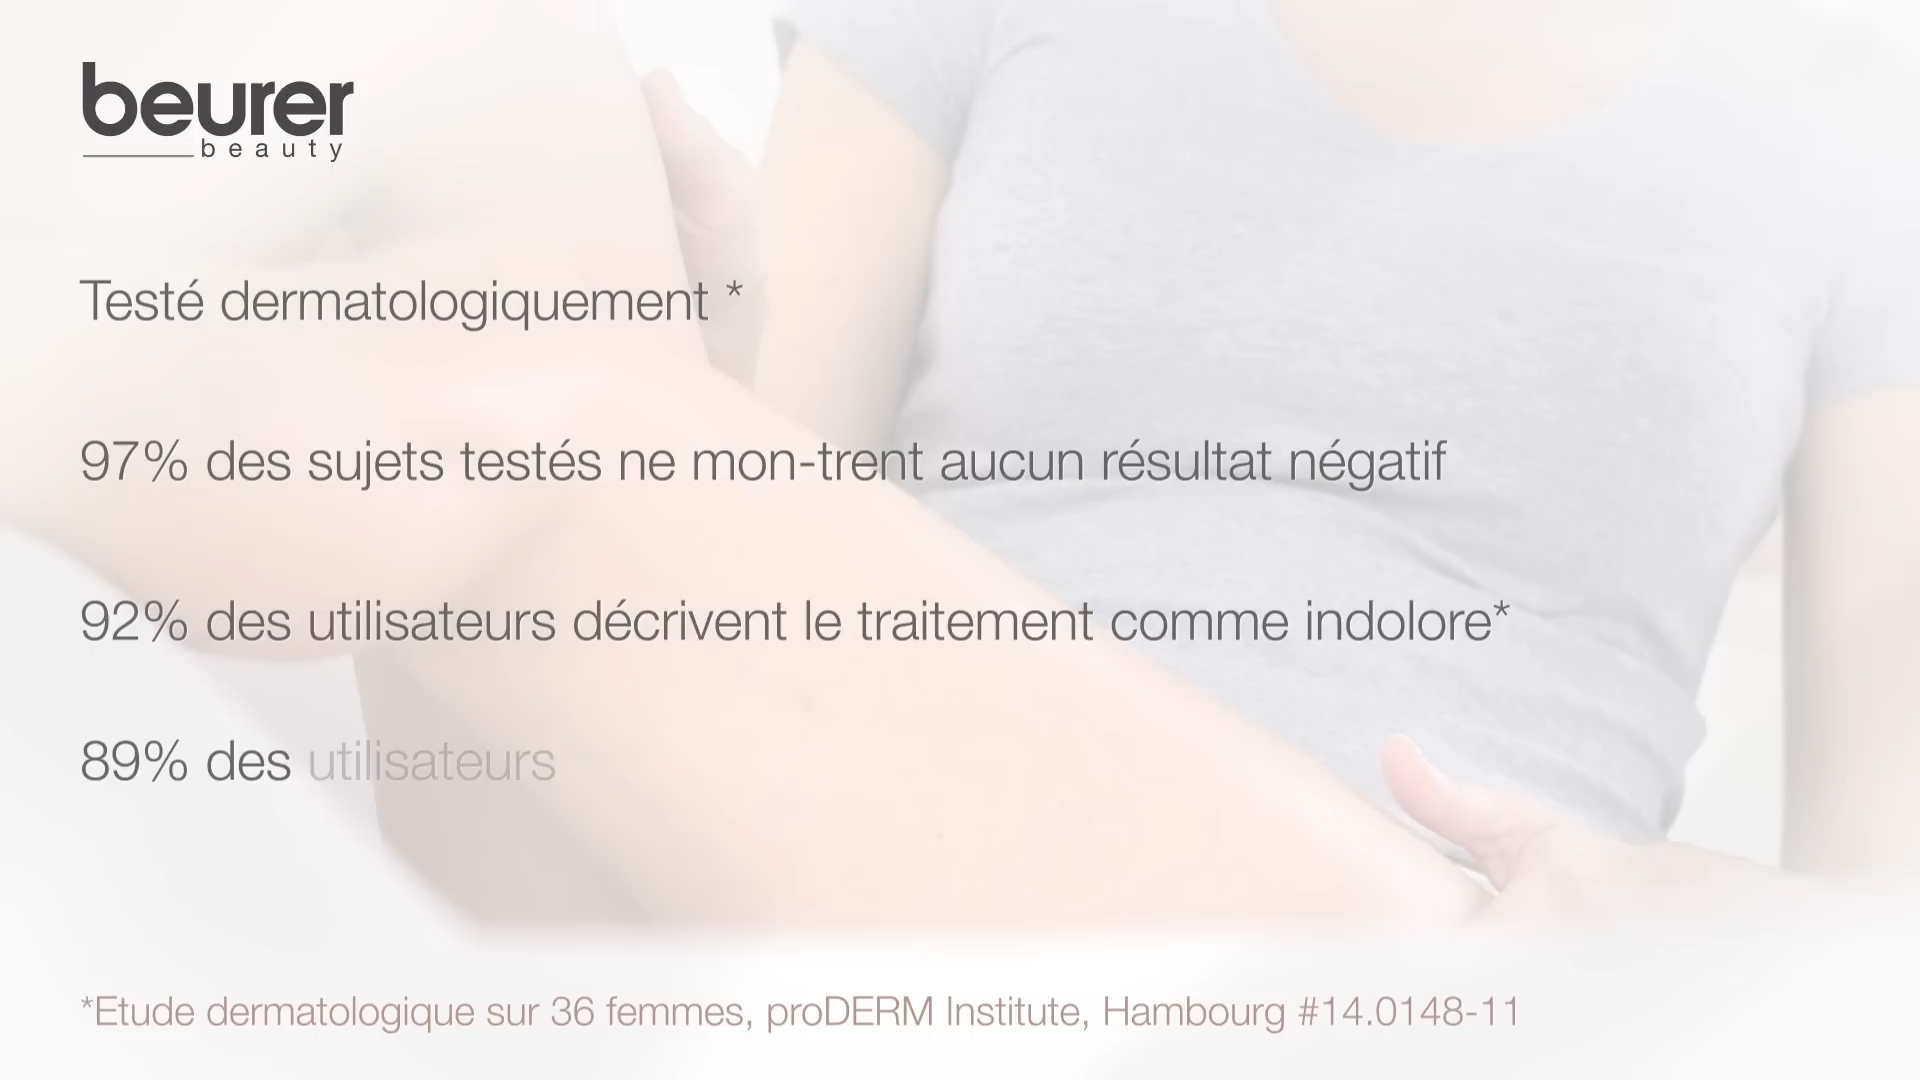 beurer
beauty
Testé dermatologiquement *
97% des sujets testés ne mon-trent aucun résultat négatif
92% des utilisateurs décrivent le traitement comme indolore*
89% des utilisateurs
*Etude dermatologique sur 36 femmes, proDERM Institute, Hambourg #14.0148-11